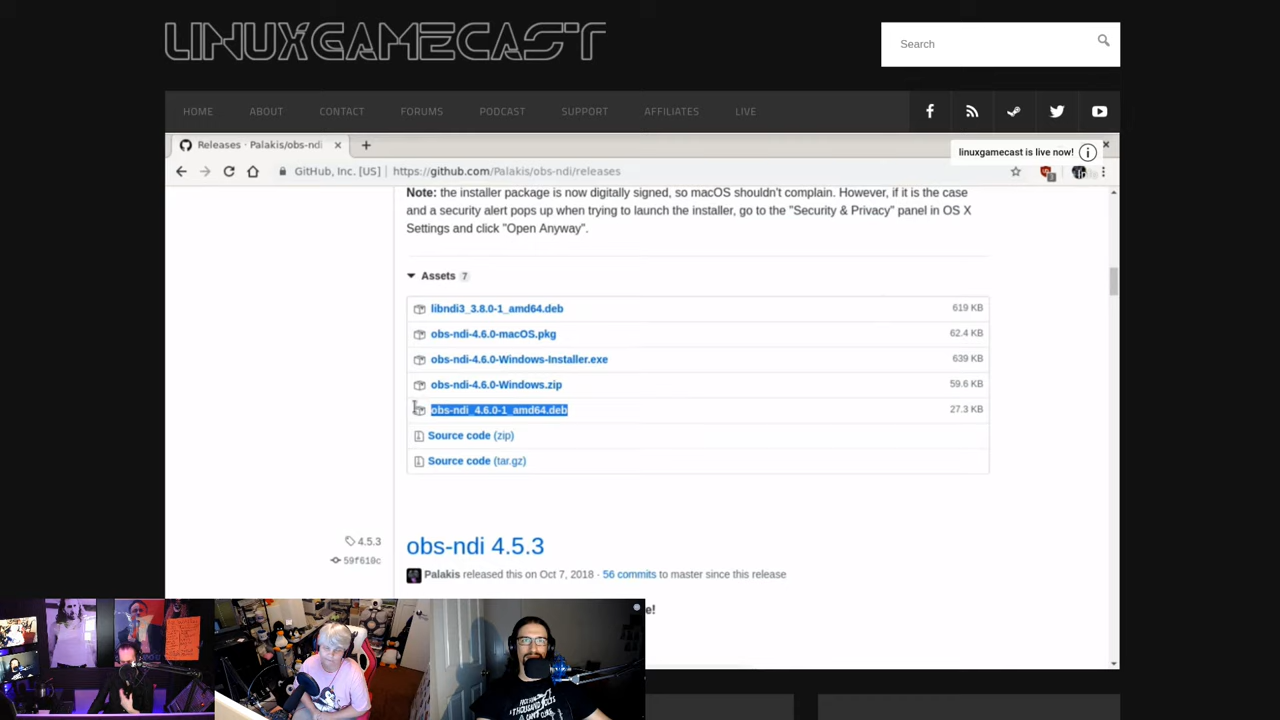 LINUXGAMECAST
Search
HOME ABOUT CONTACT FORUMS PODCAST SUPPORT AFFILIATES LIVE
Releases · Palakis/obs-ndi
linuxgamecast is live now!
GitHub, Inc. [US] https://github.com/Palakis/obs-ndi/releases
Note: the installer package is now digitally signed, so macOS shouldn't complain. However, if it is the case
and a security alert pops up when trying to launch the installer, go to the "Security & Privacy" panel in OS X
Settings and click "Open Anyway".
Assets 7
libndi3_3.8.0-1_amd64.deb 619 KB
obs-ndi-4.6.0-macOS.pkg 62.4 KB
obs-ndi-4.6.0-Windows-Installer.exe 639 KB
obs-ndi-4.6.0-Windows.zip 59.6 KB
obs-ndi_4.6.0-1_amd64.deb 27.3 KB
Source code (zip)
Source code (tar.gz)
4.5.3
obs-ndi 4.5.3
59f610c
Palakis released this on Oct 7, 2018 · 56 commits to master since this release